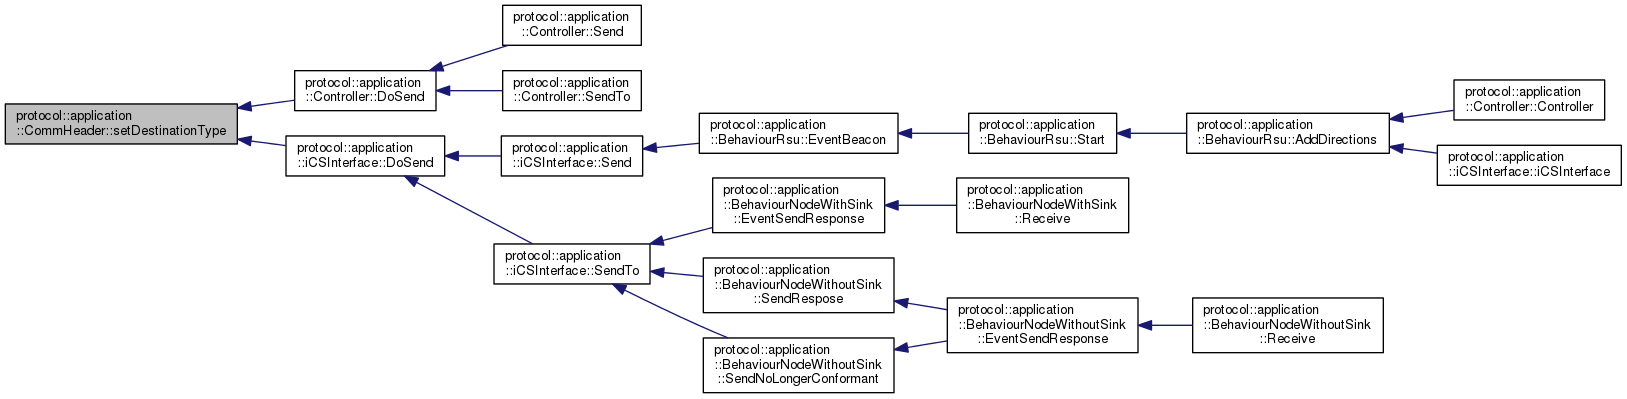 protocol::application
::CommHeader::setDestinationType
protocol::application
::Controller::DoSend
protocol::application
::Controller::Send
protocol::application
::Controller::SendTo
protocol::application
::iCSInterface::DoSend
protocol::application
::iCSInterface::Send
protocol::application
::BehaviourRsu::EventBeacon
protocol::application
::BehaviourRsu::Start
protocol::application
::BehaviourRsu::AddDirections
protocol::application
::Controller::Controller
protocol::application
::iCSInterface::iCSInterface
protocol::application
::iCSInterface::SendTo
protocol::application
::BehaviourNodeWithSink
::EventSendResponse
protocol::application
::BehaviourNodeWithSink
::Receive
protocol::application
::BehaviourNodeWithoutSink
::SendRespose
protocol::application
::BehaviourNodeWithoutSink
::SendNoLongerConformant
protocol::application
::BehaviourNodeWithoutSink
::EventSendResponse
protocol::application
::BehaviourNodeWithoutSink
::Receive